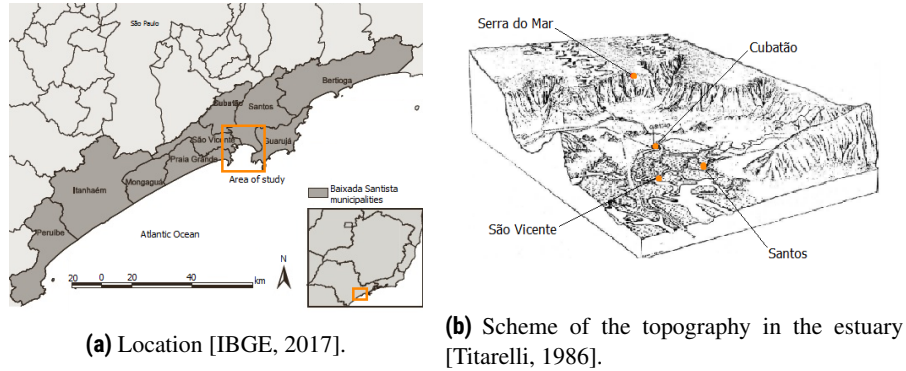 São Paulo
Bertioga
Cubatão
Santos
São Vicente
Guarujá
Praia Grande
Area of study
Itanhaém
Mongaguá
Baixada Santista
municipalities
Peruíbe
Atlantic Ocean
N
20 0 20 40
km
(a) Location [IBGE, 2017].
Serra do Mar
Cubatão
São Vicente
Santos
(b) Scheme of the topography in the estuary
[Titarelli, 1986].